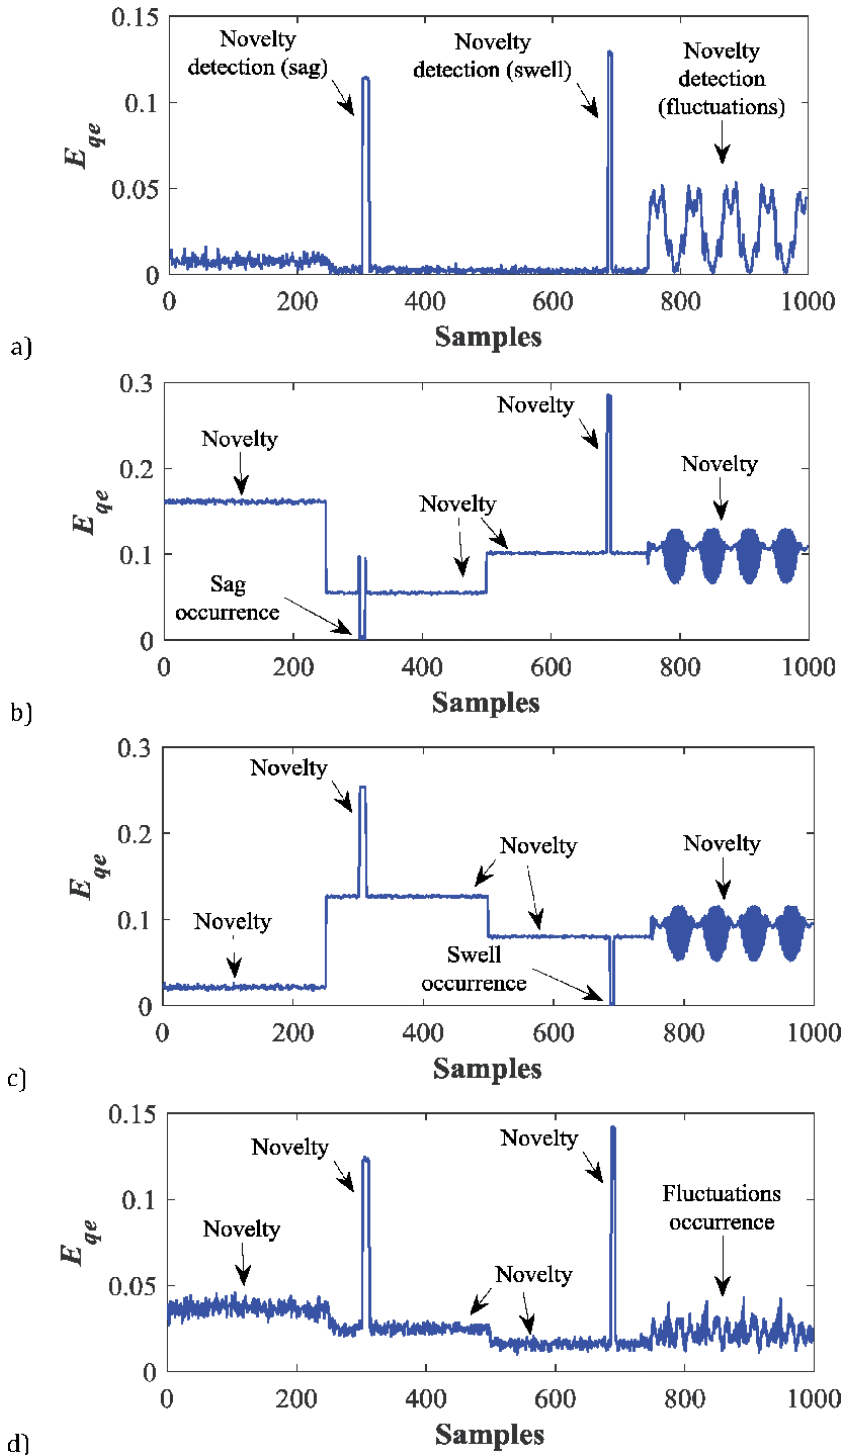 Novelty
detection (sag)
Novelty
detection (swell)
Novelty
detection
(fluctuations)
0.15
0.1
0.05
0
E_qe
0 200 400 600 800 1000
Samples
a)
0.3
0.2
0.1
0
E_qe
Novelty
Novelty
Novelty
Novelty
Sag
occurrence
0 200 400 600 800 1000
Samples
b)
0.3
0.2
0.1
0
E_qe
Novelty
Novelty
Novelty
Novelty
Swell
occurrence
0 200 400 600 800 1000
Samples
c)
0.15
0.1
0.05
0
E_qe
Novelty
Novelty
Novelty
Novelty
Fluctuations
occurrence
0 200 400 600 800 1000
Samples
d)